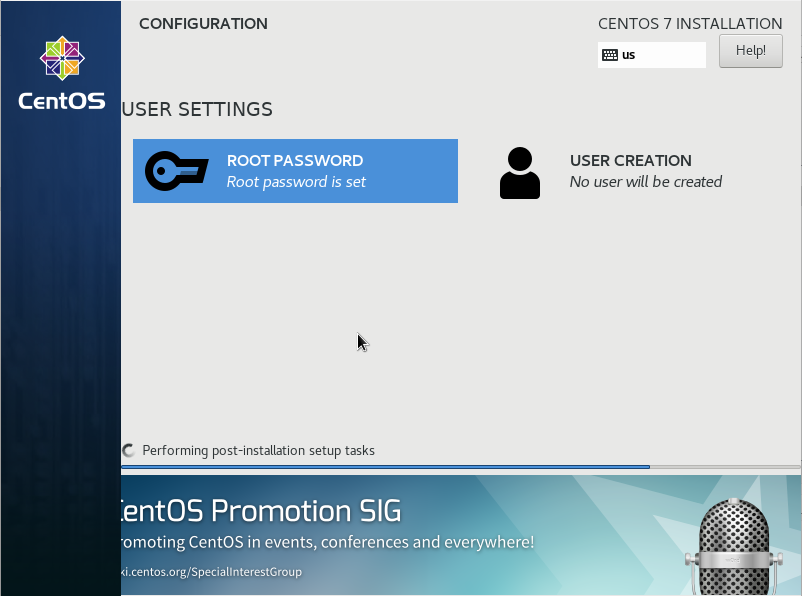 CONFIGURATION
CENTOS 7 INSTALLATION
us
Help!
CentOS
USER SETTINGS
ROOT PASSWORD
Root password is set
USER CREATION
No user will be created
Performing post-installation setup tasks
CentOS Promotion SIG
romoting CentOS in events, conferences and everywhere!
ki.centos.org/SpecialInterestGroup